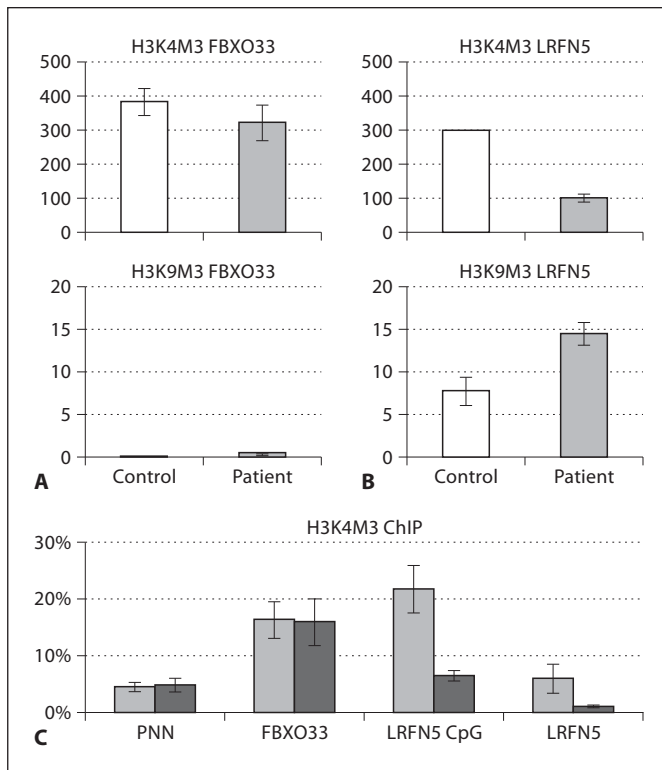 H3K4M3 FBXO33
500
400
300
200
100
0
H3K4M3 LRFN5
500
400
300
200
100
0
H3K9M3 FBXO33
20
15
10
5
0
Control Patient
A
H3K9M3 LRFN5
20
15
10
5
0
Control Patient
B
H3K4M3 ChIP
30%
20%
10%
0%
PNN FBXO33 LRFN5 CpG LRFN5
C